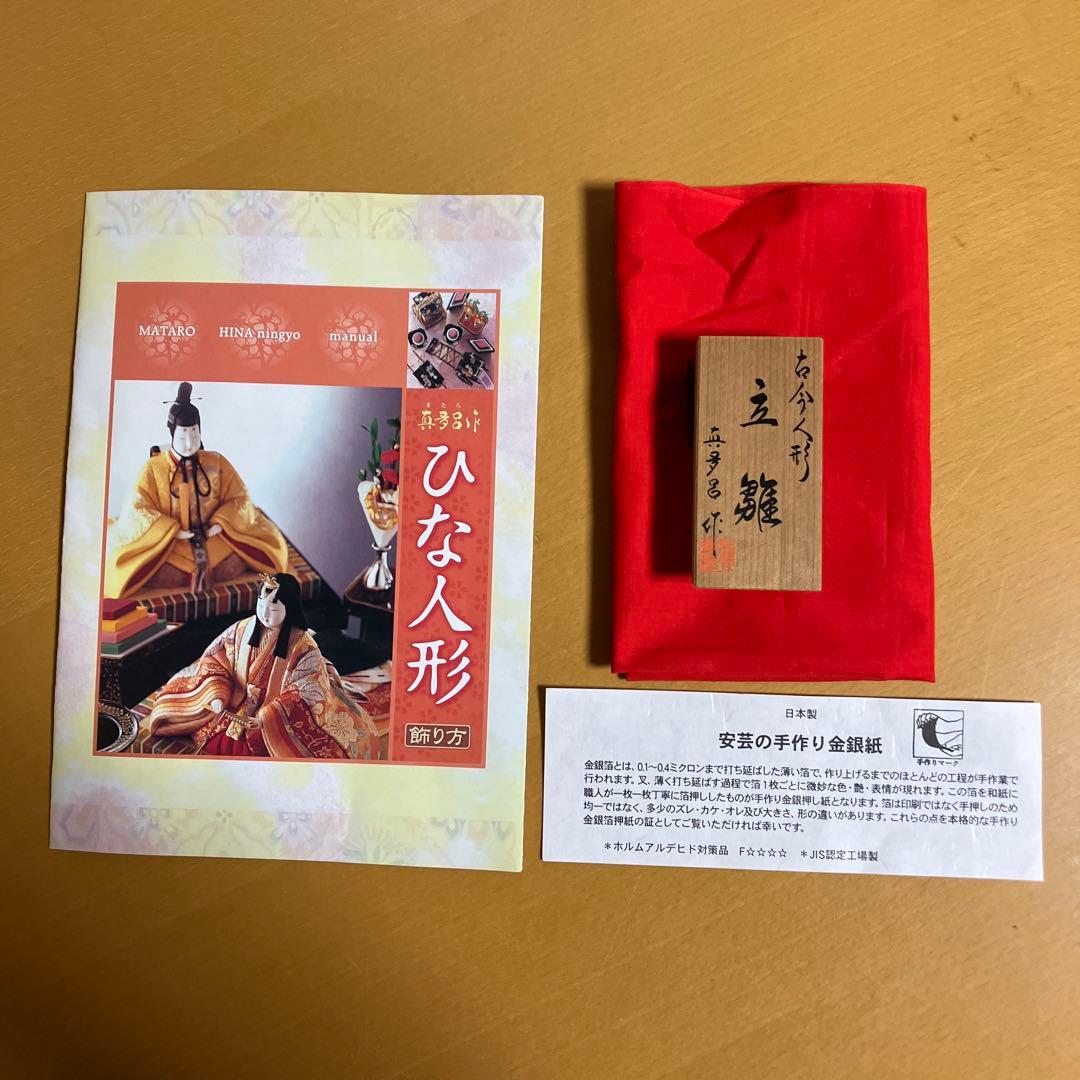 MATARO HINA ningyo manual
またろ
真多呂作
ひな人形
飾り方
古今人形
立雛
真多呂作
日本製
安芸の手作り金銀紙
手作りマーク
金銀箔とは、0.1～0.4ミクロンまで打ち延ばした薄い箔で、作り上げるまでのほとんどの工程が手作業で
行われます。又、薄く打ち延ばす過程で箔1枚ごとに微妙な色・艶・表情が現れます。この箔を和紙に
職人が一枚一枚丁寧に箔押ししたものが手作り金銀押し紙となります。箔は印刷ではなく手押しのため
均一ではなく、多少のズレ・カケ・オレ及び大きさ、形の違いがあります。これらの点を本格的な手作り
金銀箔押紙の証としてご覧いただければ幸いです。
＊ホルムアルデヒド対策品 F☆☆☆☆ ＊JIS認定工場製